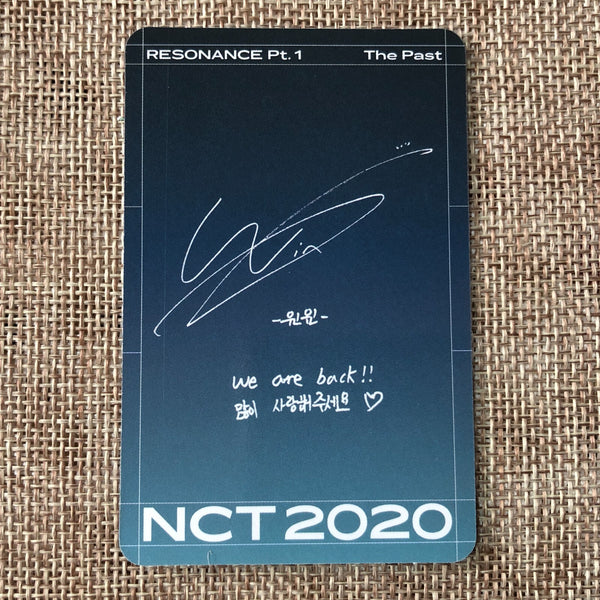 RESONANCE Pt. 1 The Past
Win
-윈윈-
we are back!!
많이 사랑해주세요 ♡
NCT 2020